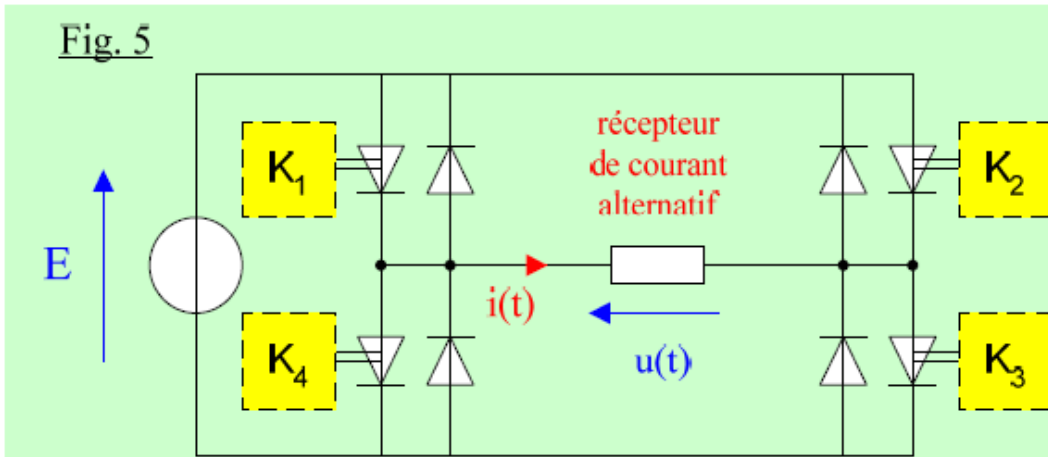 Fig. 5
récepteur
de courant
alternatif
K1
K2
E
i(t)
u(t)
K4
K3